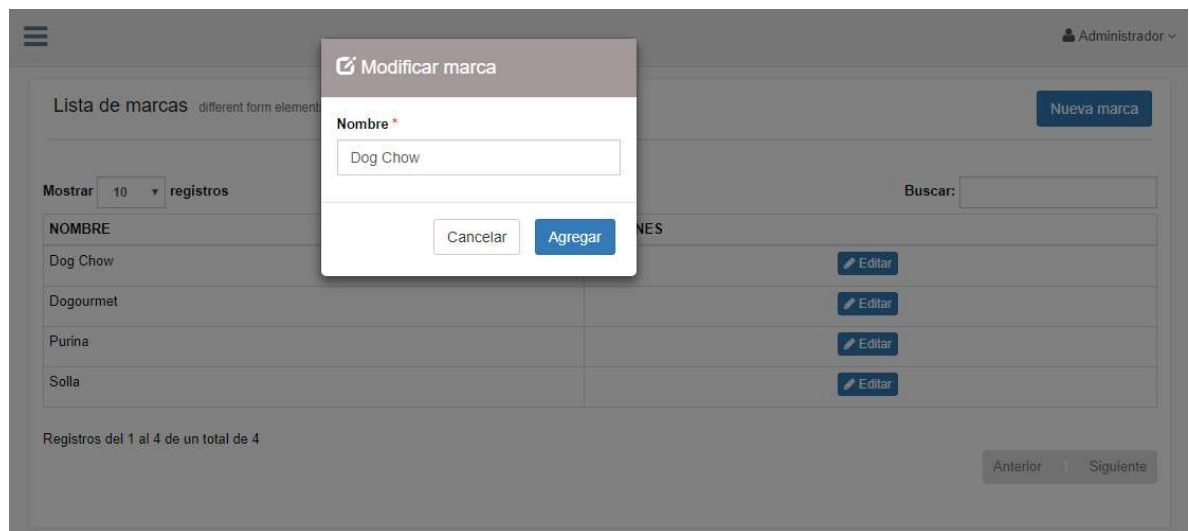 Administrador
Modificar marca
Lista de marcas different form element
Nueva marca
Nombre *
Dog Chow
Mostrar 10 registros
Buscar:
Cancelar Agregar
NOMBRE NES
Dog Chow Editar
Dogourmet Editar
Purina Editar
Solla Editar
Registros del 1 al 4 de un total de 4
Anterior 1 Siguiente